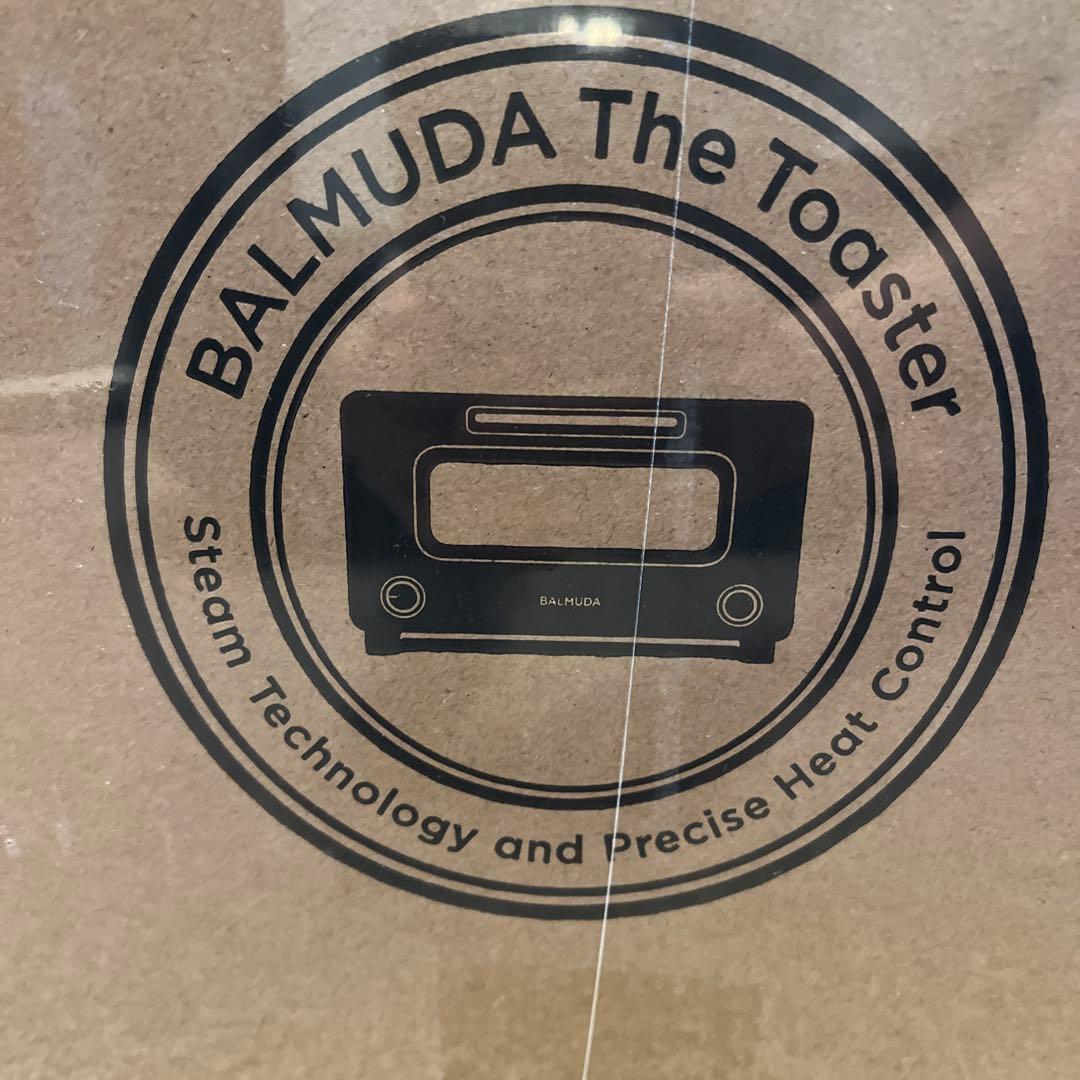 BALMUDA The Toaster
BALMUDA
Steam Technology and Precise Heat Control